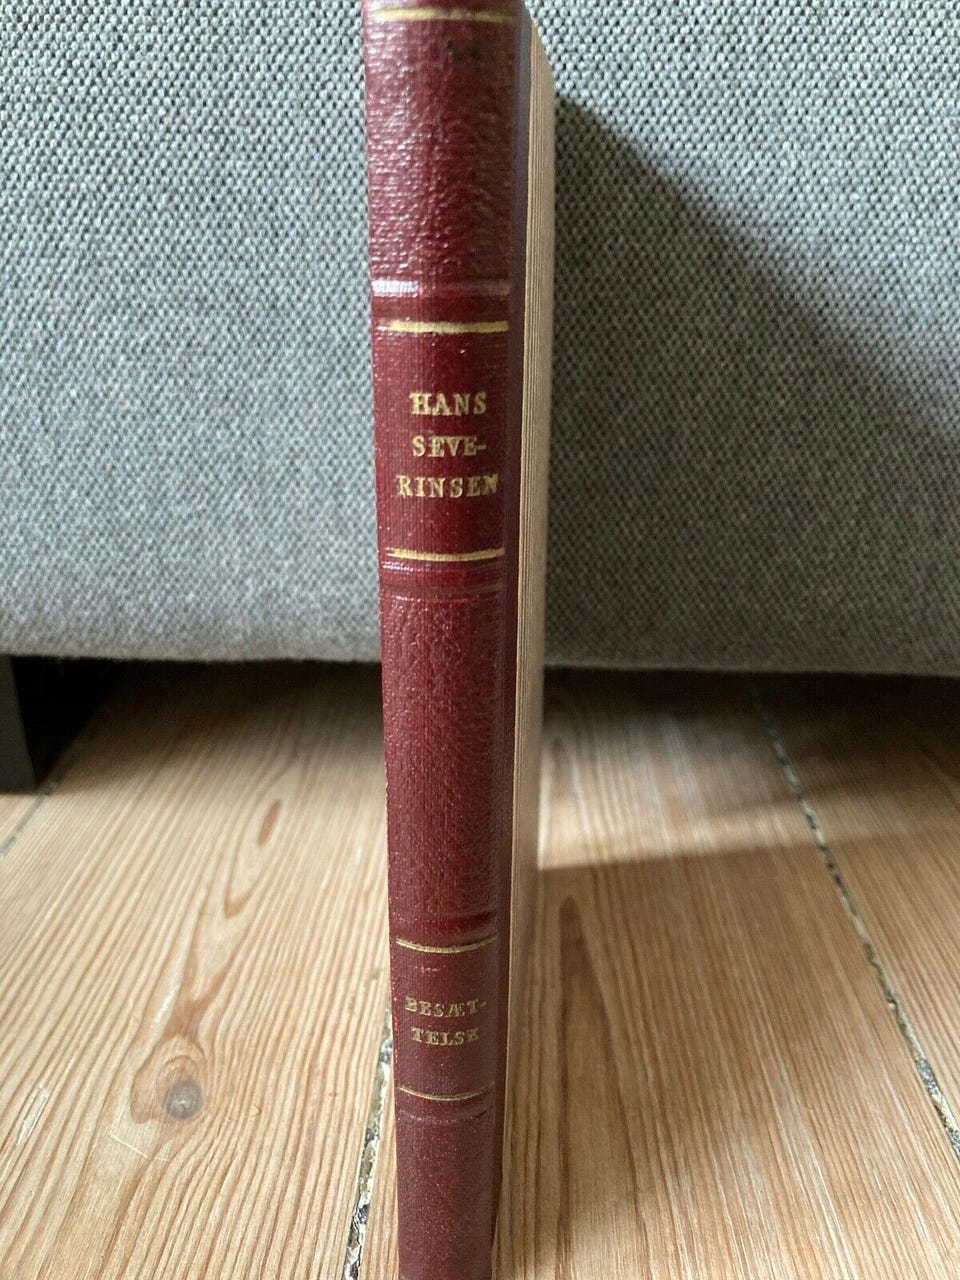 HANS
SEVE-
RINSEN
BESÆT-
TELSE